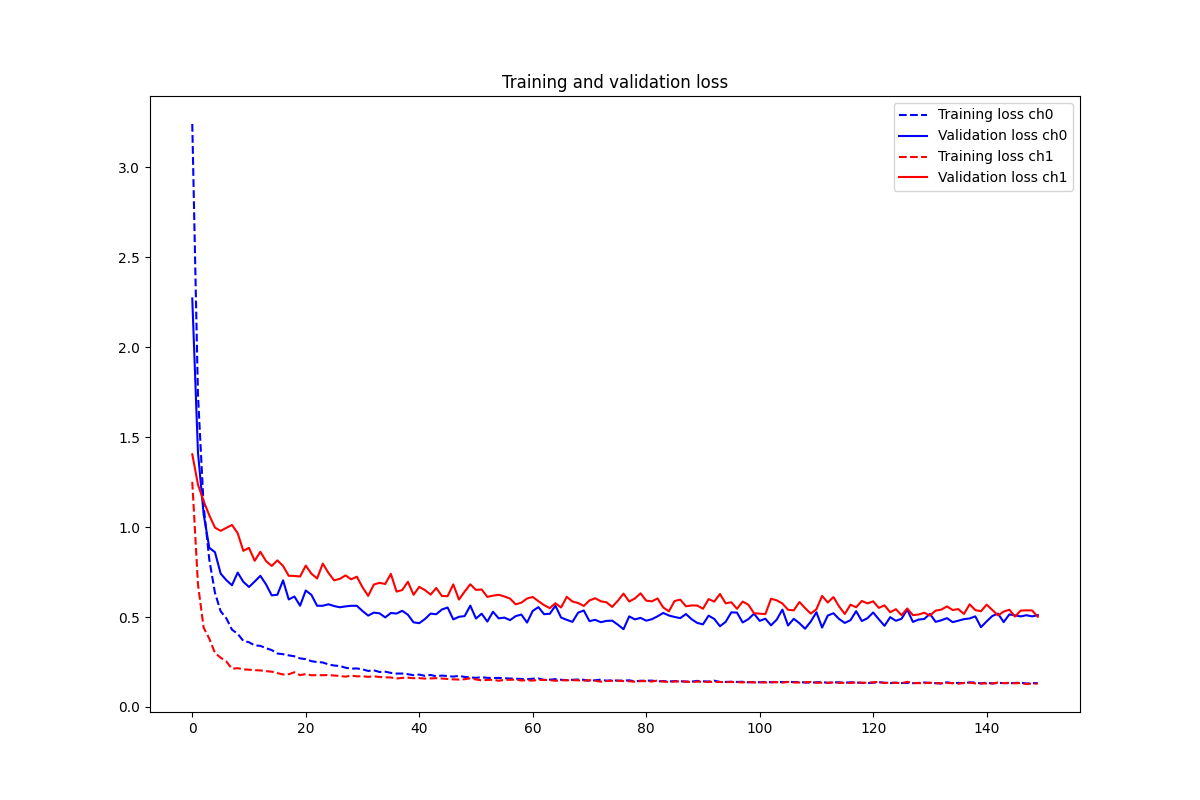 Training and validation loss
Training loss ch0
Validation loss ch0
Training loss ch1
Validation loss ch1
3.0
2.5
2.0
1.5
1.0
0.5
0.0
0 20 40 60 80 100 120 140